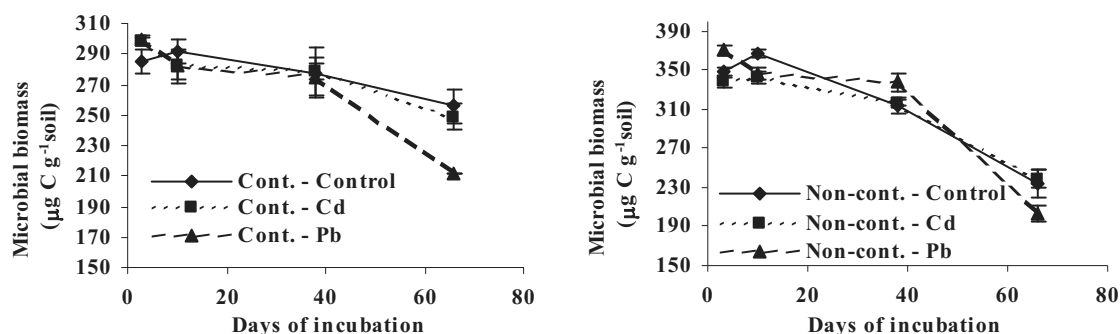 Microbial biomass
(µg C g⁻¹soil)
310
290
270
250
230
210
190
170
150
Cont. - Control
Cont. - Cd
Cont. - Pb
0
20
40
60
80
Days of incubation
Microbial biomass
(µg C g⁻¹soil)
390
350
310
270
230
190
150
Non-cont. - Control
Non-cont. - Cd
Non-cont. - Pb
0
20
40
60
80
Days of incubation